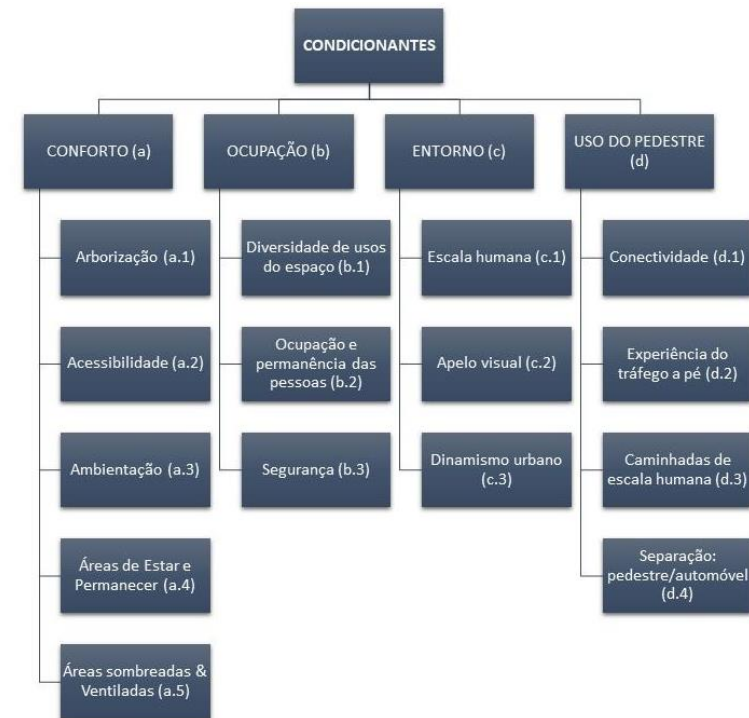 CONDICIONANTES
CONFORTO (a)
Arborização (a.1)
Acessibilidade (a.2)
Ambientação (a.3)
Áreas de Estar e
Permanecer (a.4)
Áreas sombreadas &
Ventiladas (a.5)
OCUPAÇÃO (b)
Diversidade de usos
do espaço (b.1)
Ocupação e
permanência das
pessoas (b.2)
Segurança (b.3)
ENTORNO (c)
Escala humana (c.1)
Apelo visual (c.2)
Dinamismo urbano
(c.3)
USO DO PEDESTRE
(d)
Conectividade (d.1)
Experiência do
tráfego a pé (d.2)
Caminhadas de
escala humana (d.3)
Separação:
pedestre/automóvel
(d.4)